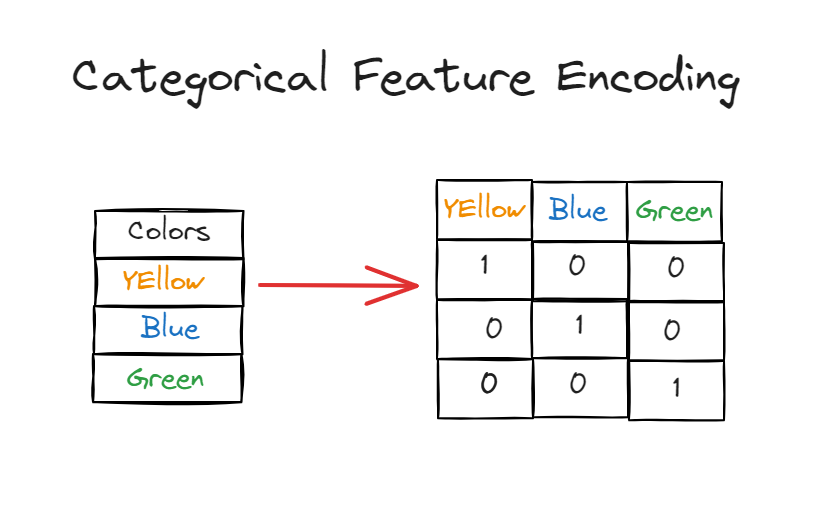 Categorical Feature Encoding
Colors
YEllow
Blue
Green
YEllow Blue Green
1 0 0
0 1 0
0 0 1